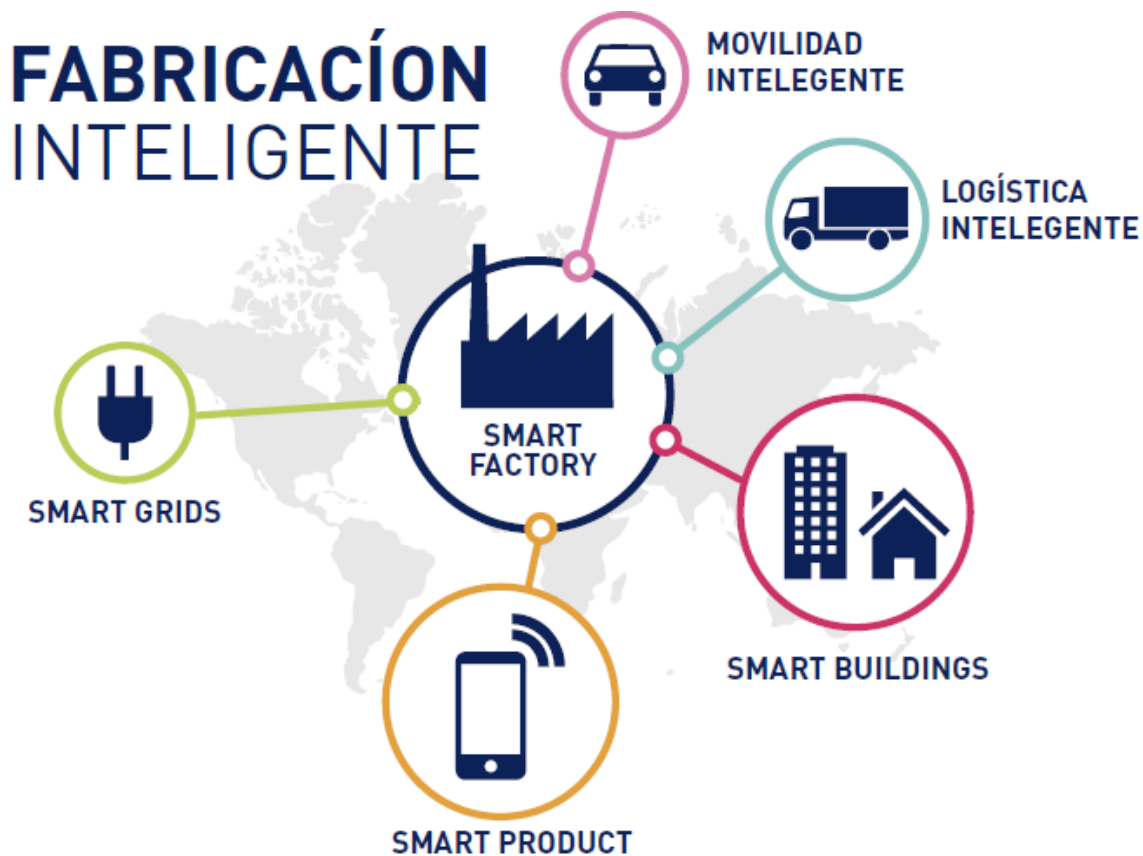 FABRICACÍON
INTELIGENTE
MOVILIDAD
INTELEGENTE
LOGÍSTICA
INTELEGENTE
SMART
FACTORY
SMART GRIDS
SMART BUILDINGS
SMART PRODUCT